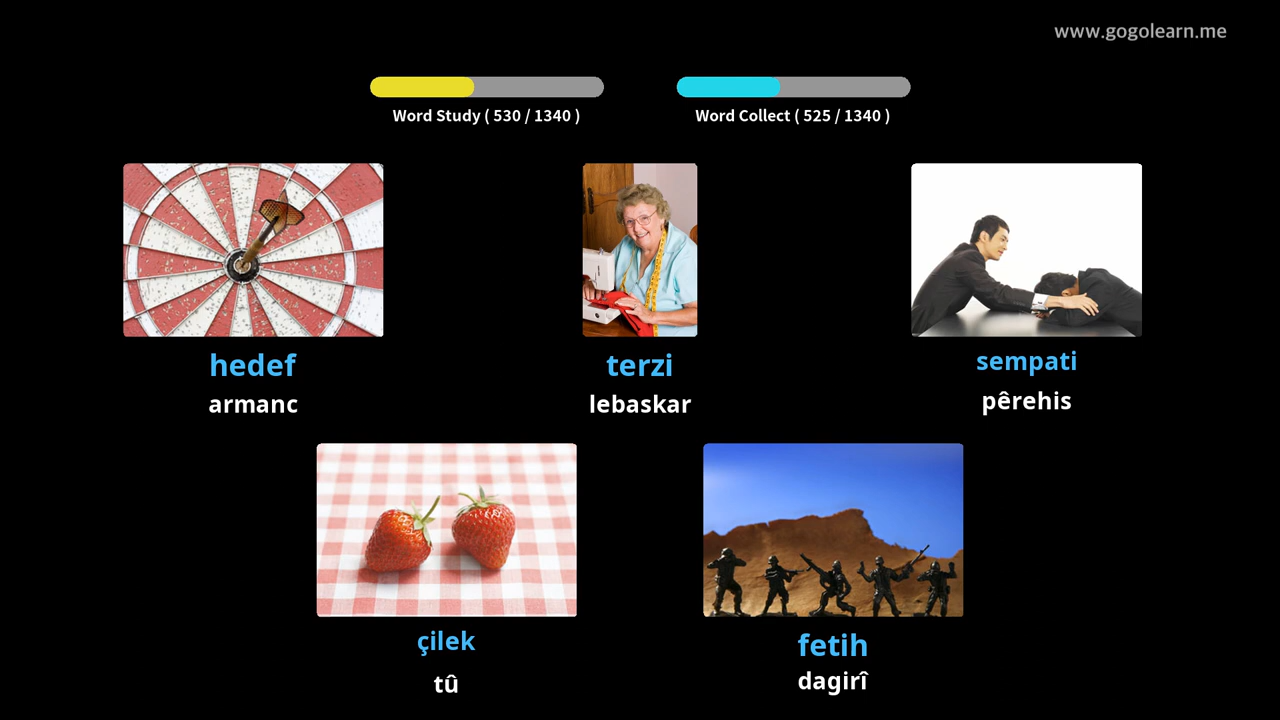 www.gogolearn.me
Word Study ( 530 / 1340 )
Word Collect ( 525 / 1340 )
hedef
armanc
terzi
lebaskar
sempati
pêrehis
çilek
tû
fetih
dagirî